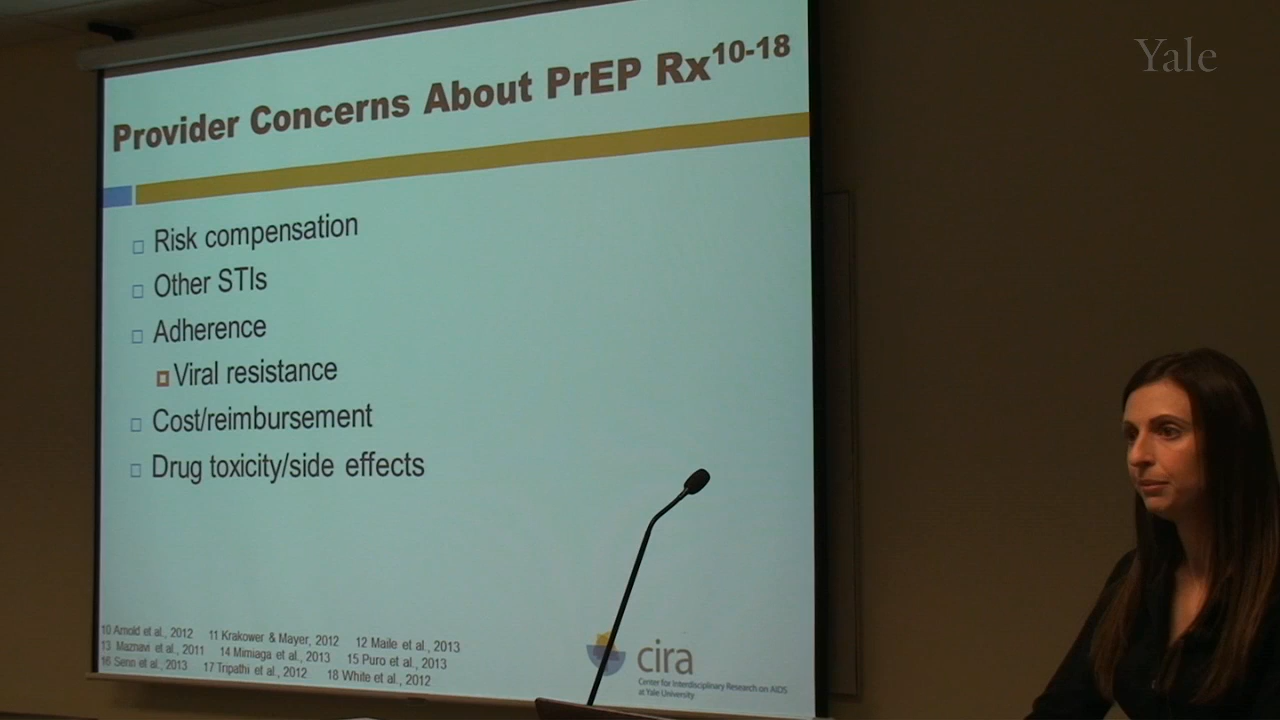 Yale
Provider Concerns About PrEP Rx10-18
Risk compensation
Other STIs
Adherence
Viral resistance
Cost/reimbursement
Drug toxicity/side effects
10 Arnold et al., 2012 11 Krakower & Mayer, 2012 12 Maile et al., 2013
13 Maznavi et al., 2011 14 Mimiaga et al., 2013 15 Puro et al., 2013
16 Senn et al., 2013 17 Tripathi et al., 2012 18 White et al., 2012
cira
Center for Interdisciplinary Research on AIDS
at Yale University